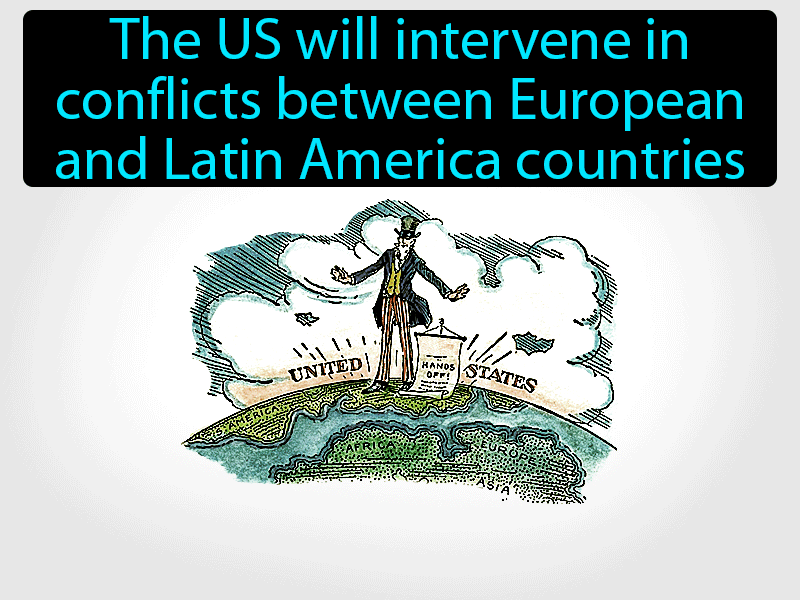 The US will intervene in
conflicts between European
and Latin America countries
UNITED
STATES
HANDS
OFF!
S. AMERICA
AFRICA
EUROPE
ASIA